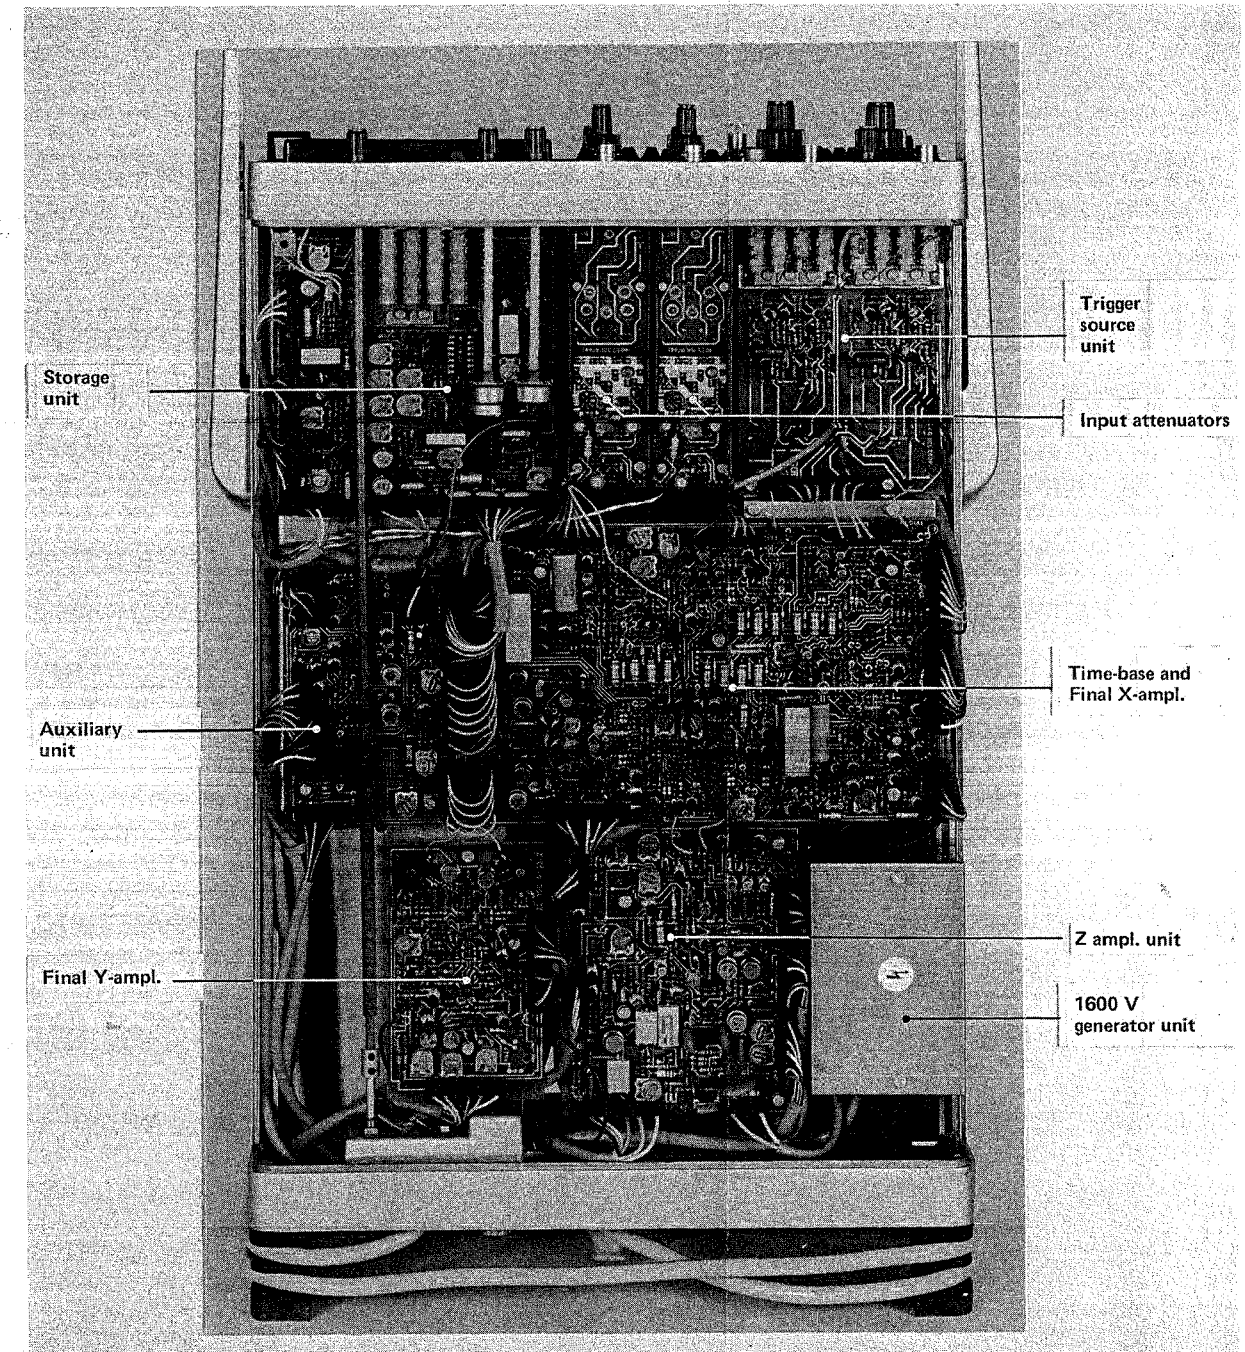 Trigger
source
unit
Storage
unit
Input attenuators
Time-base and
Final X-ampl.
Auxiliary
unit
Z ampl. unit
Final Y-ampl.
1600 V
generator unit